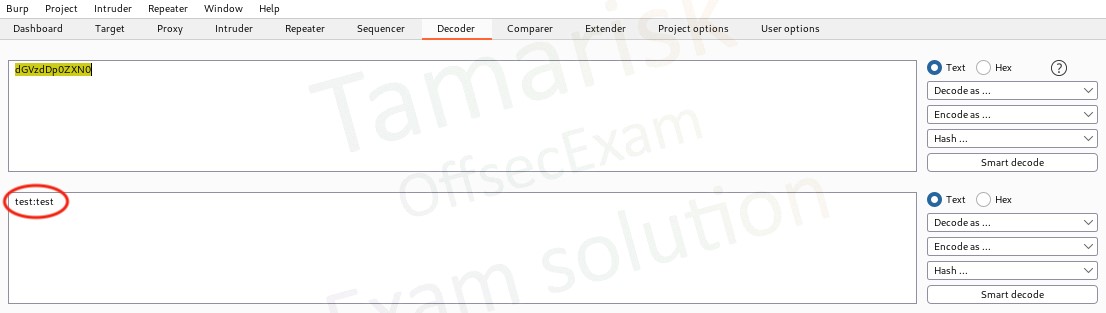 Burp Project Intruder Repeater Window Help
Dashboard Target Proxy Intruder Repeater Sequencer Decoder Comparer Extender Project options User options
dGVzdDp0ZXN0
Text Hex ?
Decode as ...
Encode as ...
Hash ...
Smart decode
test:test
Text Hex
Decode as ...
Encode as ...
Hash ...
Smart decode
Tamarisk
OffsecExam
Exam solution